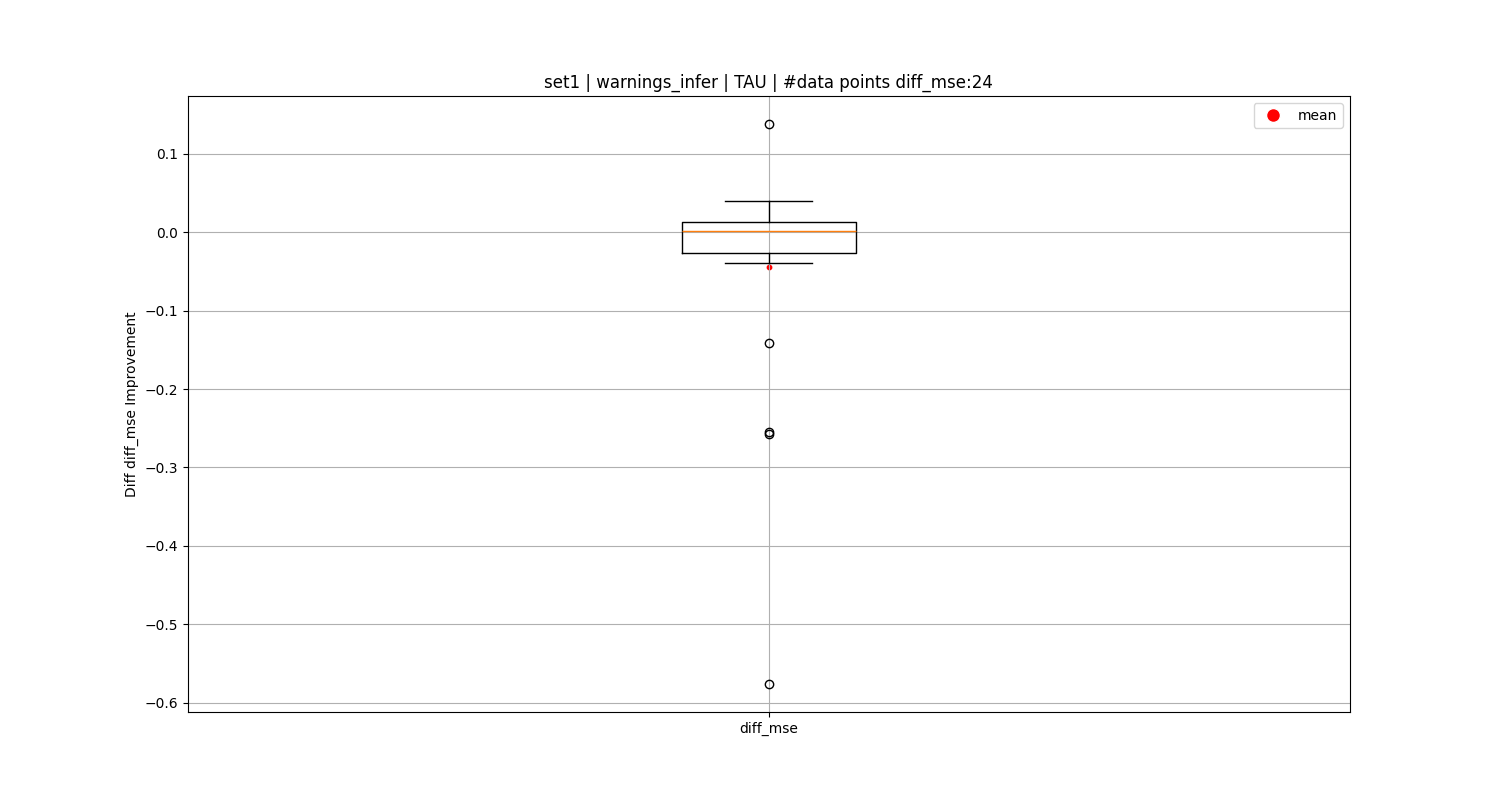 set1 | warnings_infer | TAU | #data points diff_mse:24
mean
0.1
0.0
−0.1
−0.2
−0.3
−0.4
−0.5
−0.6
Diff diff_mse Improvement
diff_mse